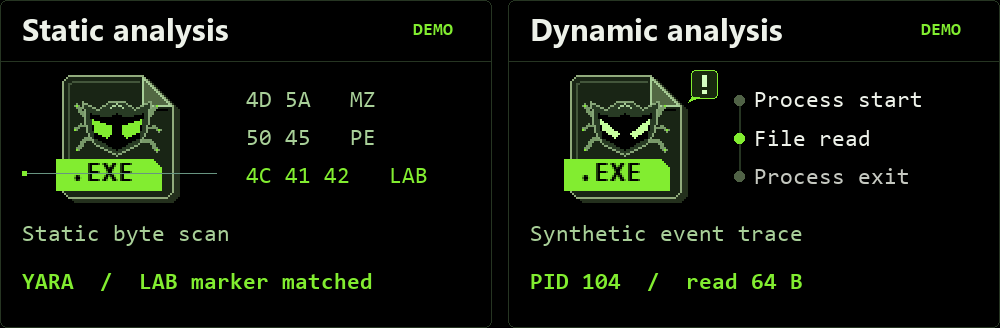 Static analysis
DEMO
4D 5A MZ
50 45 PE
4C 41 42 LAB
.EXE
Static byte scan
YARA / LAB marker matched
Dynamic analysis
DEMO
!
Process start
File read
Process exit
.EXE
Synthetic event trace
PID 104 / read 64 B